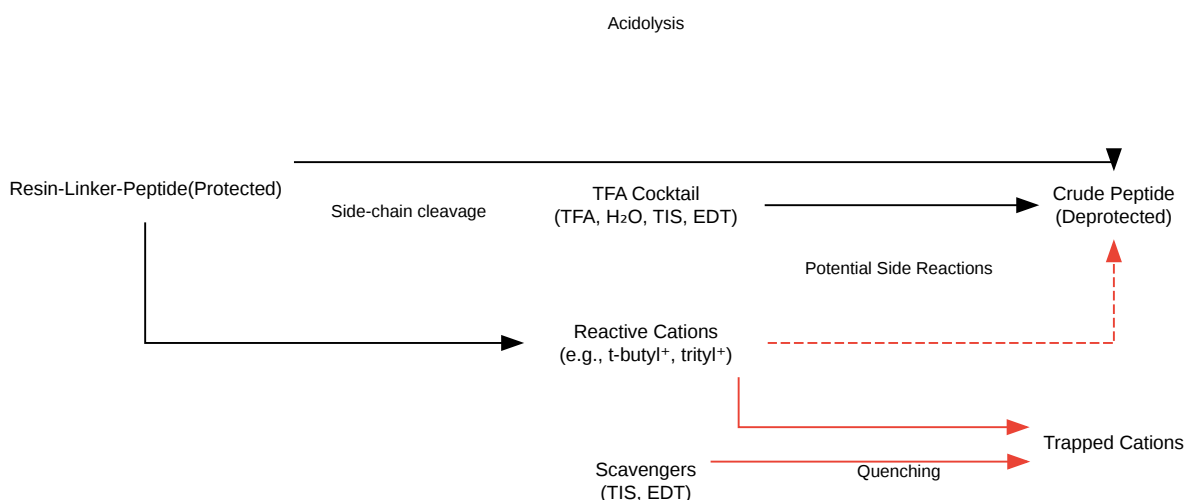 Acidolysis
Resin-Linker-Peptide(Protected)
Side-chain cleavage
TFA Cocktail
(TFA, H₂O, TIS, EDT)
Crude Peptide
(Deprotected)
Potential Side Reactions
Reactive Cations
(e.g., t-butyl⁺, trityl⁺)
Trapped Cations
Quenching
Scavengers
(TIS, EDT)